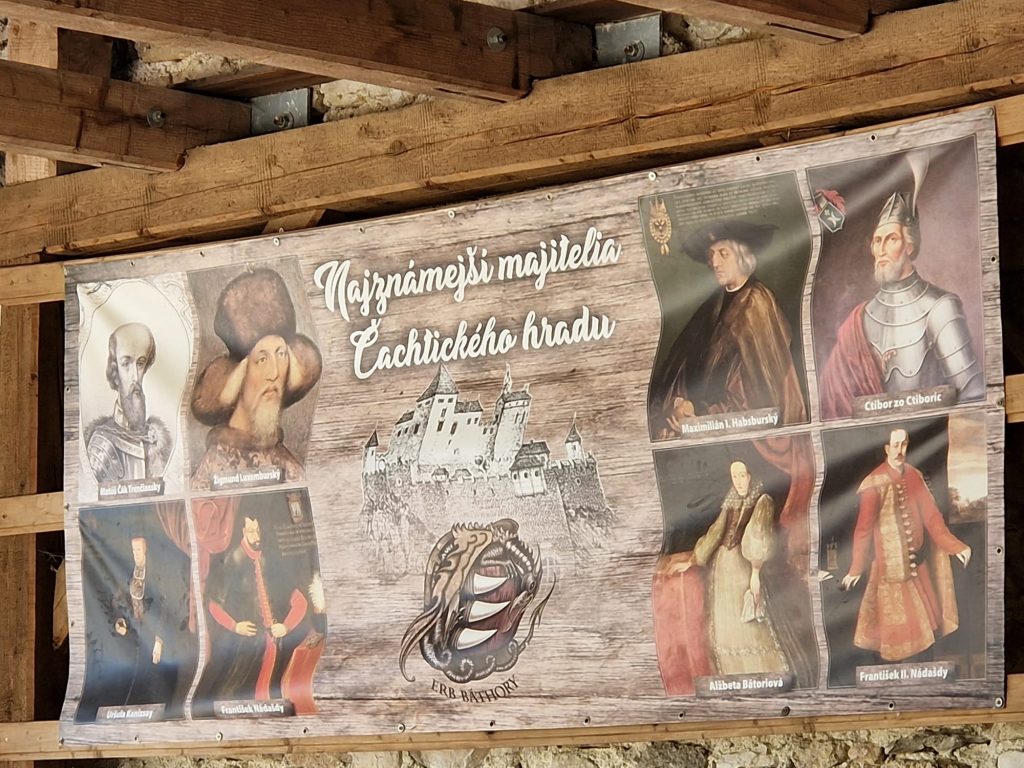 Najznámejší majitelia
Čachtického hradu
Matúš Čák Trenčiansky
Žigmund Luxemburský
Maximilián I. Habsburský
Ctibor zo Ctiboríc
Uršula Kanizsay
František Nádašdy
Alžbeta Bátoriová
František II. Nádašdy
ERB BÁTHORY